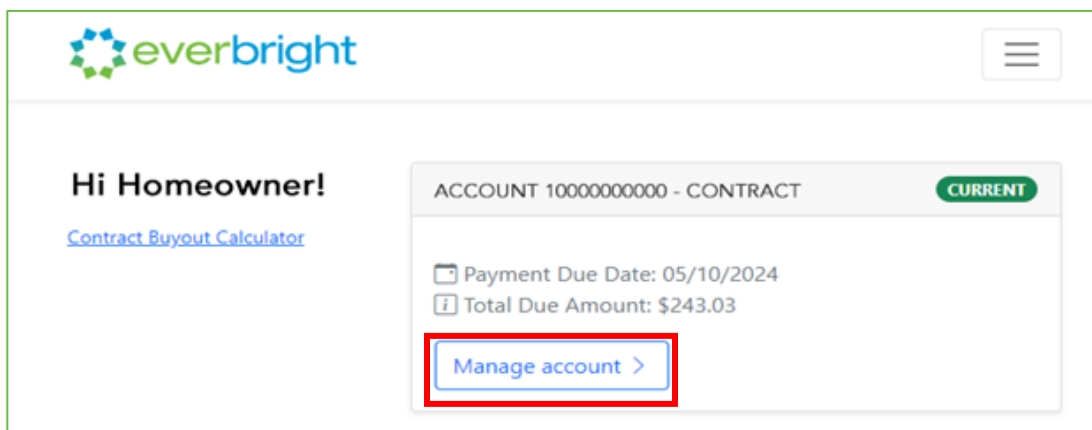 everbright
Hi Homeowner!
Contract Buyout Calculator
ACCOUNT 10000000000 - CONTRACT
CURRENT
Payment Due Date: 05/10/2024
Total Due Amount: $243.03
Manage account >